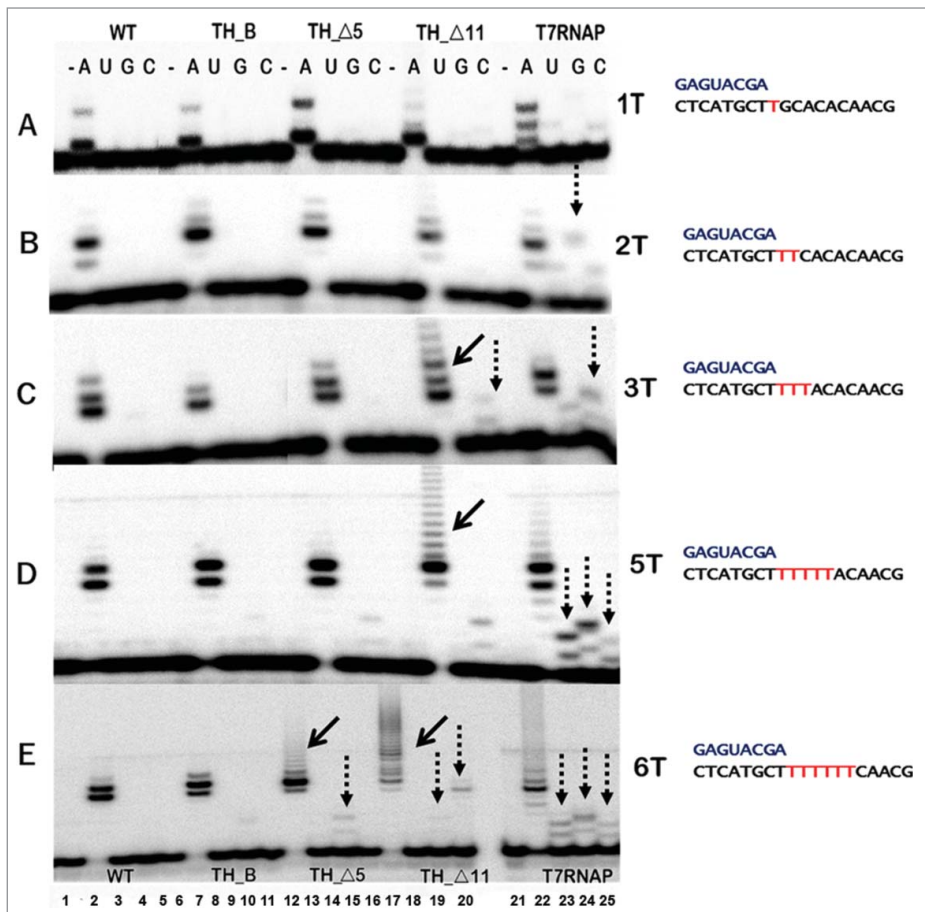 WT TH_B TH_△5 TH_△11 T7RNAP
- A U G C - A U G C - A U G C - A U G C - A U G C
A 1T GAGUACGA
CTCATGCTTGCACACAACG
B 2T GAGUACGA
CTCATGCTTTCACACAACG
C 3T GAGUACGA
CTCATGCTTTTACACAACG
D 5T GAGUACGA
CTCATGCTTTTTTACAACG
E 6T GAGUACGA
CTCATGCTTTTTTTCAACG
WT TH_B TH_△5 TH_△11 T7RNAP
1 2 3 4 5 6 7 8 9 10 11 12 13 14 15 16 17 18 19 20 21 22 23 24 25